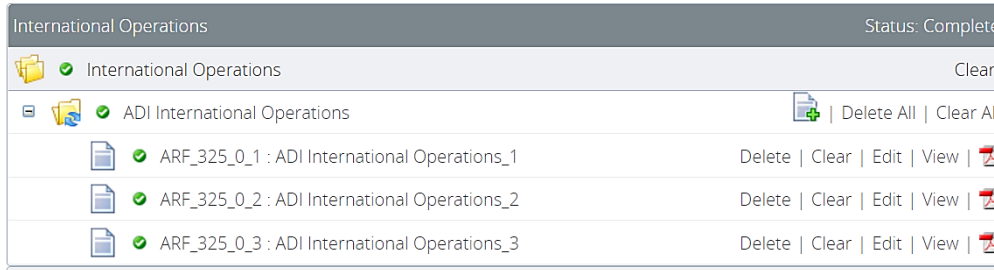 International Operations Status: Complete
International Operations Clear
ADI International Operations | Delete All | Clear Al
ARF_325_0_1 : ADI International Operations_1 Delete | Clear | Edit | View |
ARF_325_0_2 : ADI International Operations_2 Delete | Clear | Edit | View |
ARF_325_0_3 : ADI International Operations_3 Delete | Clear | Edit | View |